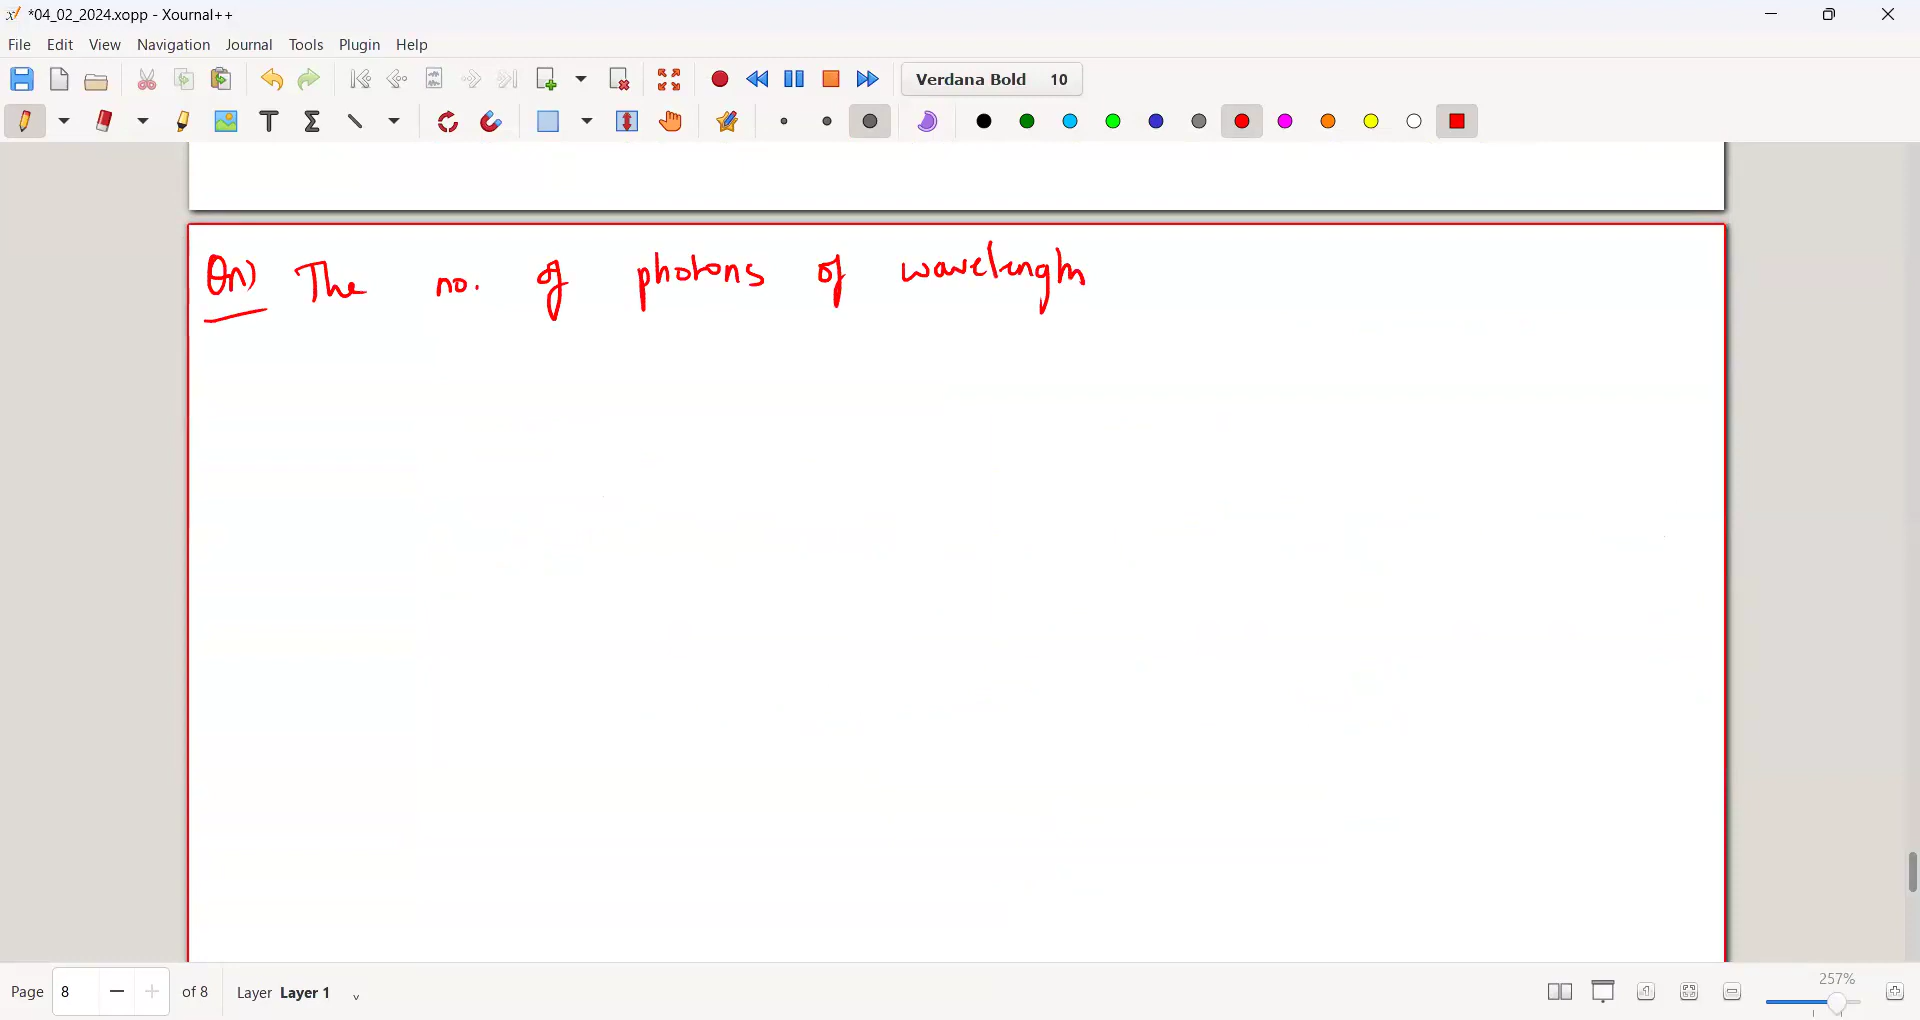 *04_02_2024.xopp - Xournal++
File Edit View Navigation Journal Tools Plugin Help
Verdana Bold 10
Qn) The no. of photons of wavelength
Page 8 of 8 Layer Layer 1 257%